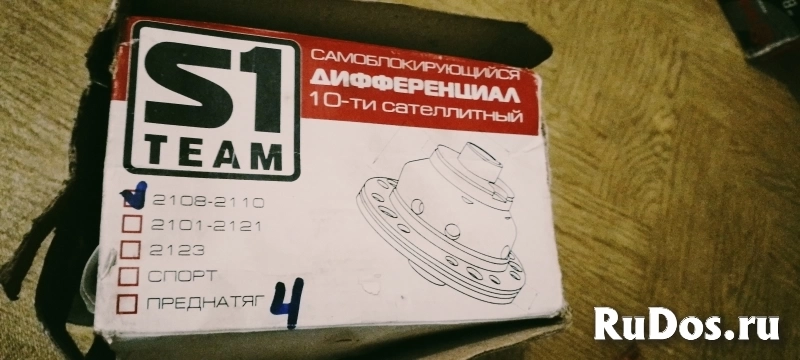 S1
TEAM
САМОБЛОКИРУЮЩИЙСЯ
ДИФФЕРЕНЦИАЛ
10-ТИ САТЕЛЛИТНЫЙ
2108-2110
2101-2121
2123
СПОРТ
ПРЕДНАТЯГ 4
RuDos.ru